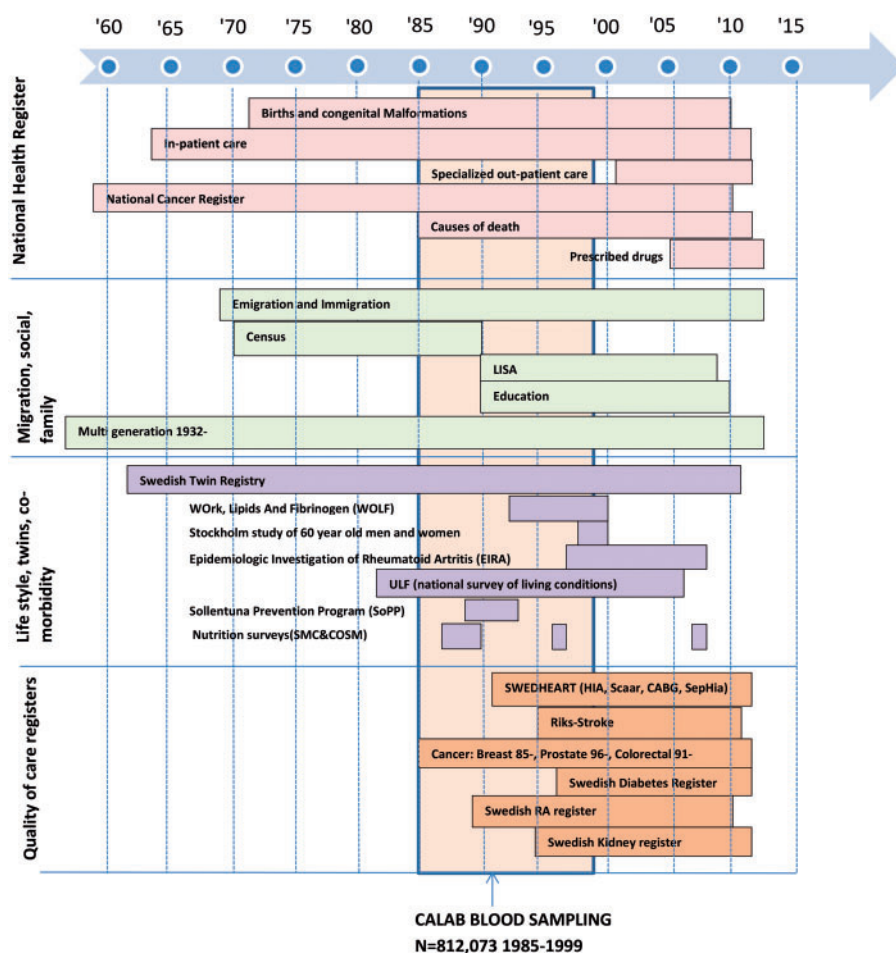 '60 '65 '70 '75 '80 '85 '90 '95 '00 '05 '10 '15
National Health Register
Births and congenital Malformations
In-patient care
Specialized out-patient care
National Cancer Register
Causes of death
Prescribed drugs
Migration, social,
family
Emigration and Immigration
Census
LISA
Education
Multi generation 1932-
Life style, twins, co-
morbidity
Swedish Twin Registry
WOrk, Lipids And Fibrinogen (WOLF)
Stockholm study of 60 year old men and women
Epidemiologic Investigation of Rheumatoid Artritis (EIRA)
ULF (national survey of living conditions)
Sollentuna Prevention Program (SoPP)
Nutrition surveys(SMC&COSM)
Quality of care registers
SWEDHEART (HIA, Scaar, CABG, SepHia)
Riks-Stroke
Cancer: Breast 85-, Prostate 96-, Colorectal 91-
Swedish Diabetes Register
Swedish RA register
Swedish Kidney register
CALAB BLOOD SAMPLING
N=812,073 1985-1999